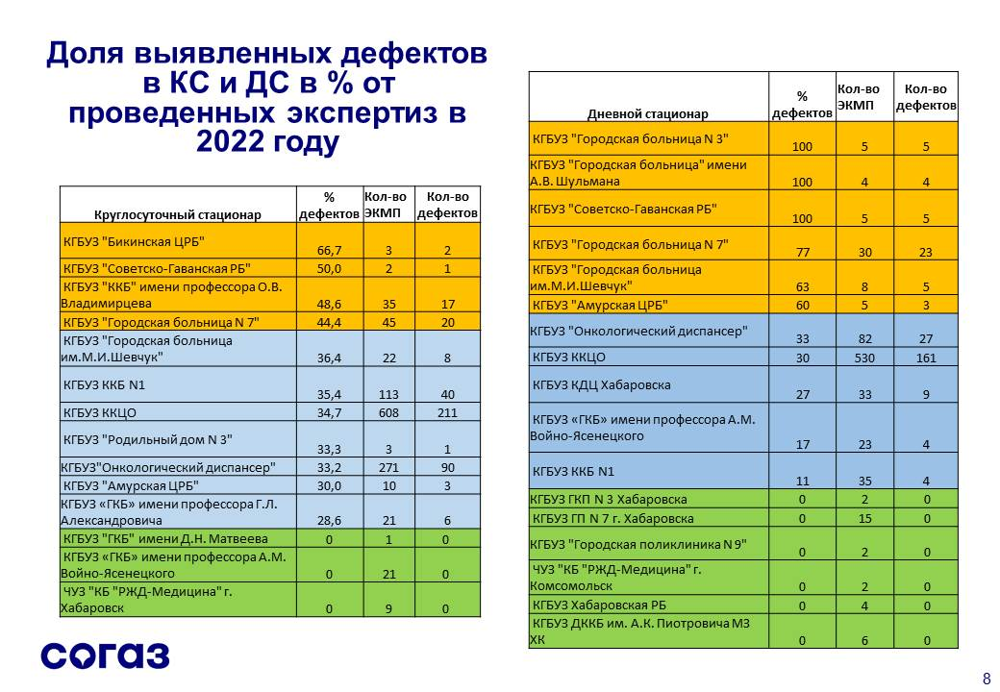 Доля выявленных дефектов
в КС и ДС в % от
проведенных экспертиз в
2022 году
Круглосуточный стационар % дефектов Кол-во ЭКМП Кол-во дефектов
КГБУЗ "Бикинская ЦРБ" 66,7 3 2
КГБУЗ "Советско-Гаванская РБ" 50,0 2 1
КГБУЗ "ККБ" имени профессора О.В.
Владимирцева 48,6 35 17
КГБУЗ "Городская больница N 7" 44,4 45 20
КГБУЗ "Городская больница
им.М.И.Шевчук" 36,4 22 8
КГБУЗ ККБ N1 35,4 113 40
КГБУЗ ККЦО 34,7 608 211
КГБУЗ "Родильный дом N 3" 33,3 3 1
КГБУЗ"Онкологический диспансер" 33,2 271 90
КГБУЗ "Амурская ЦРБ" 30,0 10 3
КГБУЗ «ГКБ» имени профессора Г.Л.
Александровича 28,6 21 6
КГБУЗ "ГКБ" имени Д.Н. Матвеева 0 1 0
КГБУЗ «ГКБ» имени профессора А.М.
Войно-Ясенецкого 0 21 0
ЧУЗ "КБ "РЖД-Медицина" г.
Хабаровск 0 9 0
Дневной стационар % дефектов Кол-во ЭКМП Кол-во дефектов
КГБУЗ "Городская больница N 3" 100 5 5
КГБУЗ "Городская больница" имени
А.В. Шульмана 100 4 4
КГБУЗ "Советско-Гаванская РБ" 100 5 5
КГБУЗ "Городская больница N 7" 77 30 23
КГБУЗ "Городская больница
им.М.И.Шевчук" 63 8 5
КГБУЗ "Амурская ЦРБ" 60 5 3
КГБУЗ "Онкологический диспансер" 33 82 27
КГБУЗ ККЦО 30 530 161
КГБУЗ КДЦ Хабаровска 27 33 9
КГБУЗ «ГКБ» имени профессора А.М.
Войно-Ясенецкого 17 23 4
КГБУЗ ККБ N1 11 35 4
КГБУЗ ГКП N 3 Хабаровска 0 2 0
КГБУЗ ГП N 7 г. Хабаровска 0 15 0
КГБУЗ "Городская поликлиника N 9" 0 2 0
ЧУЗ "КБ "РЖД-Медицина" г.
Комсомольск 0 2 0
КГБУЗ Хабаровская РБ 0 4 0
КГБУЗ ДККБ им. А.К. Пиотровича МЗ
ХК 0 6 0
согаз
8